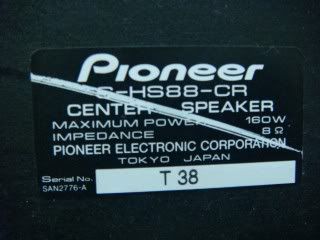 Pioneer
S-HS88-CR
CENTER SPEAKER
MAXIMUM POWER 160W
IMPEDANCE 8Ω
PIONEER ELECTRONIC CORPORATION
TOKYO JAPAN
Serial No. T 38
SAN2776-A